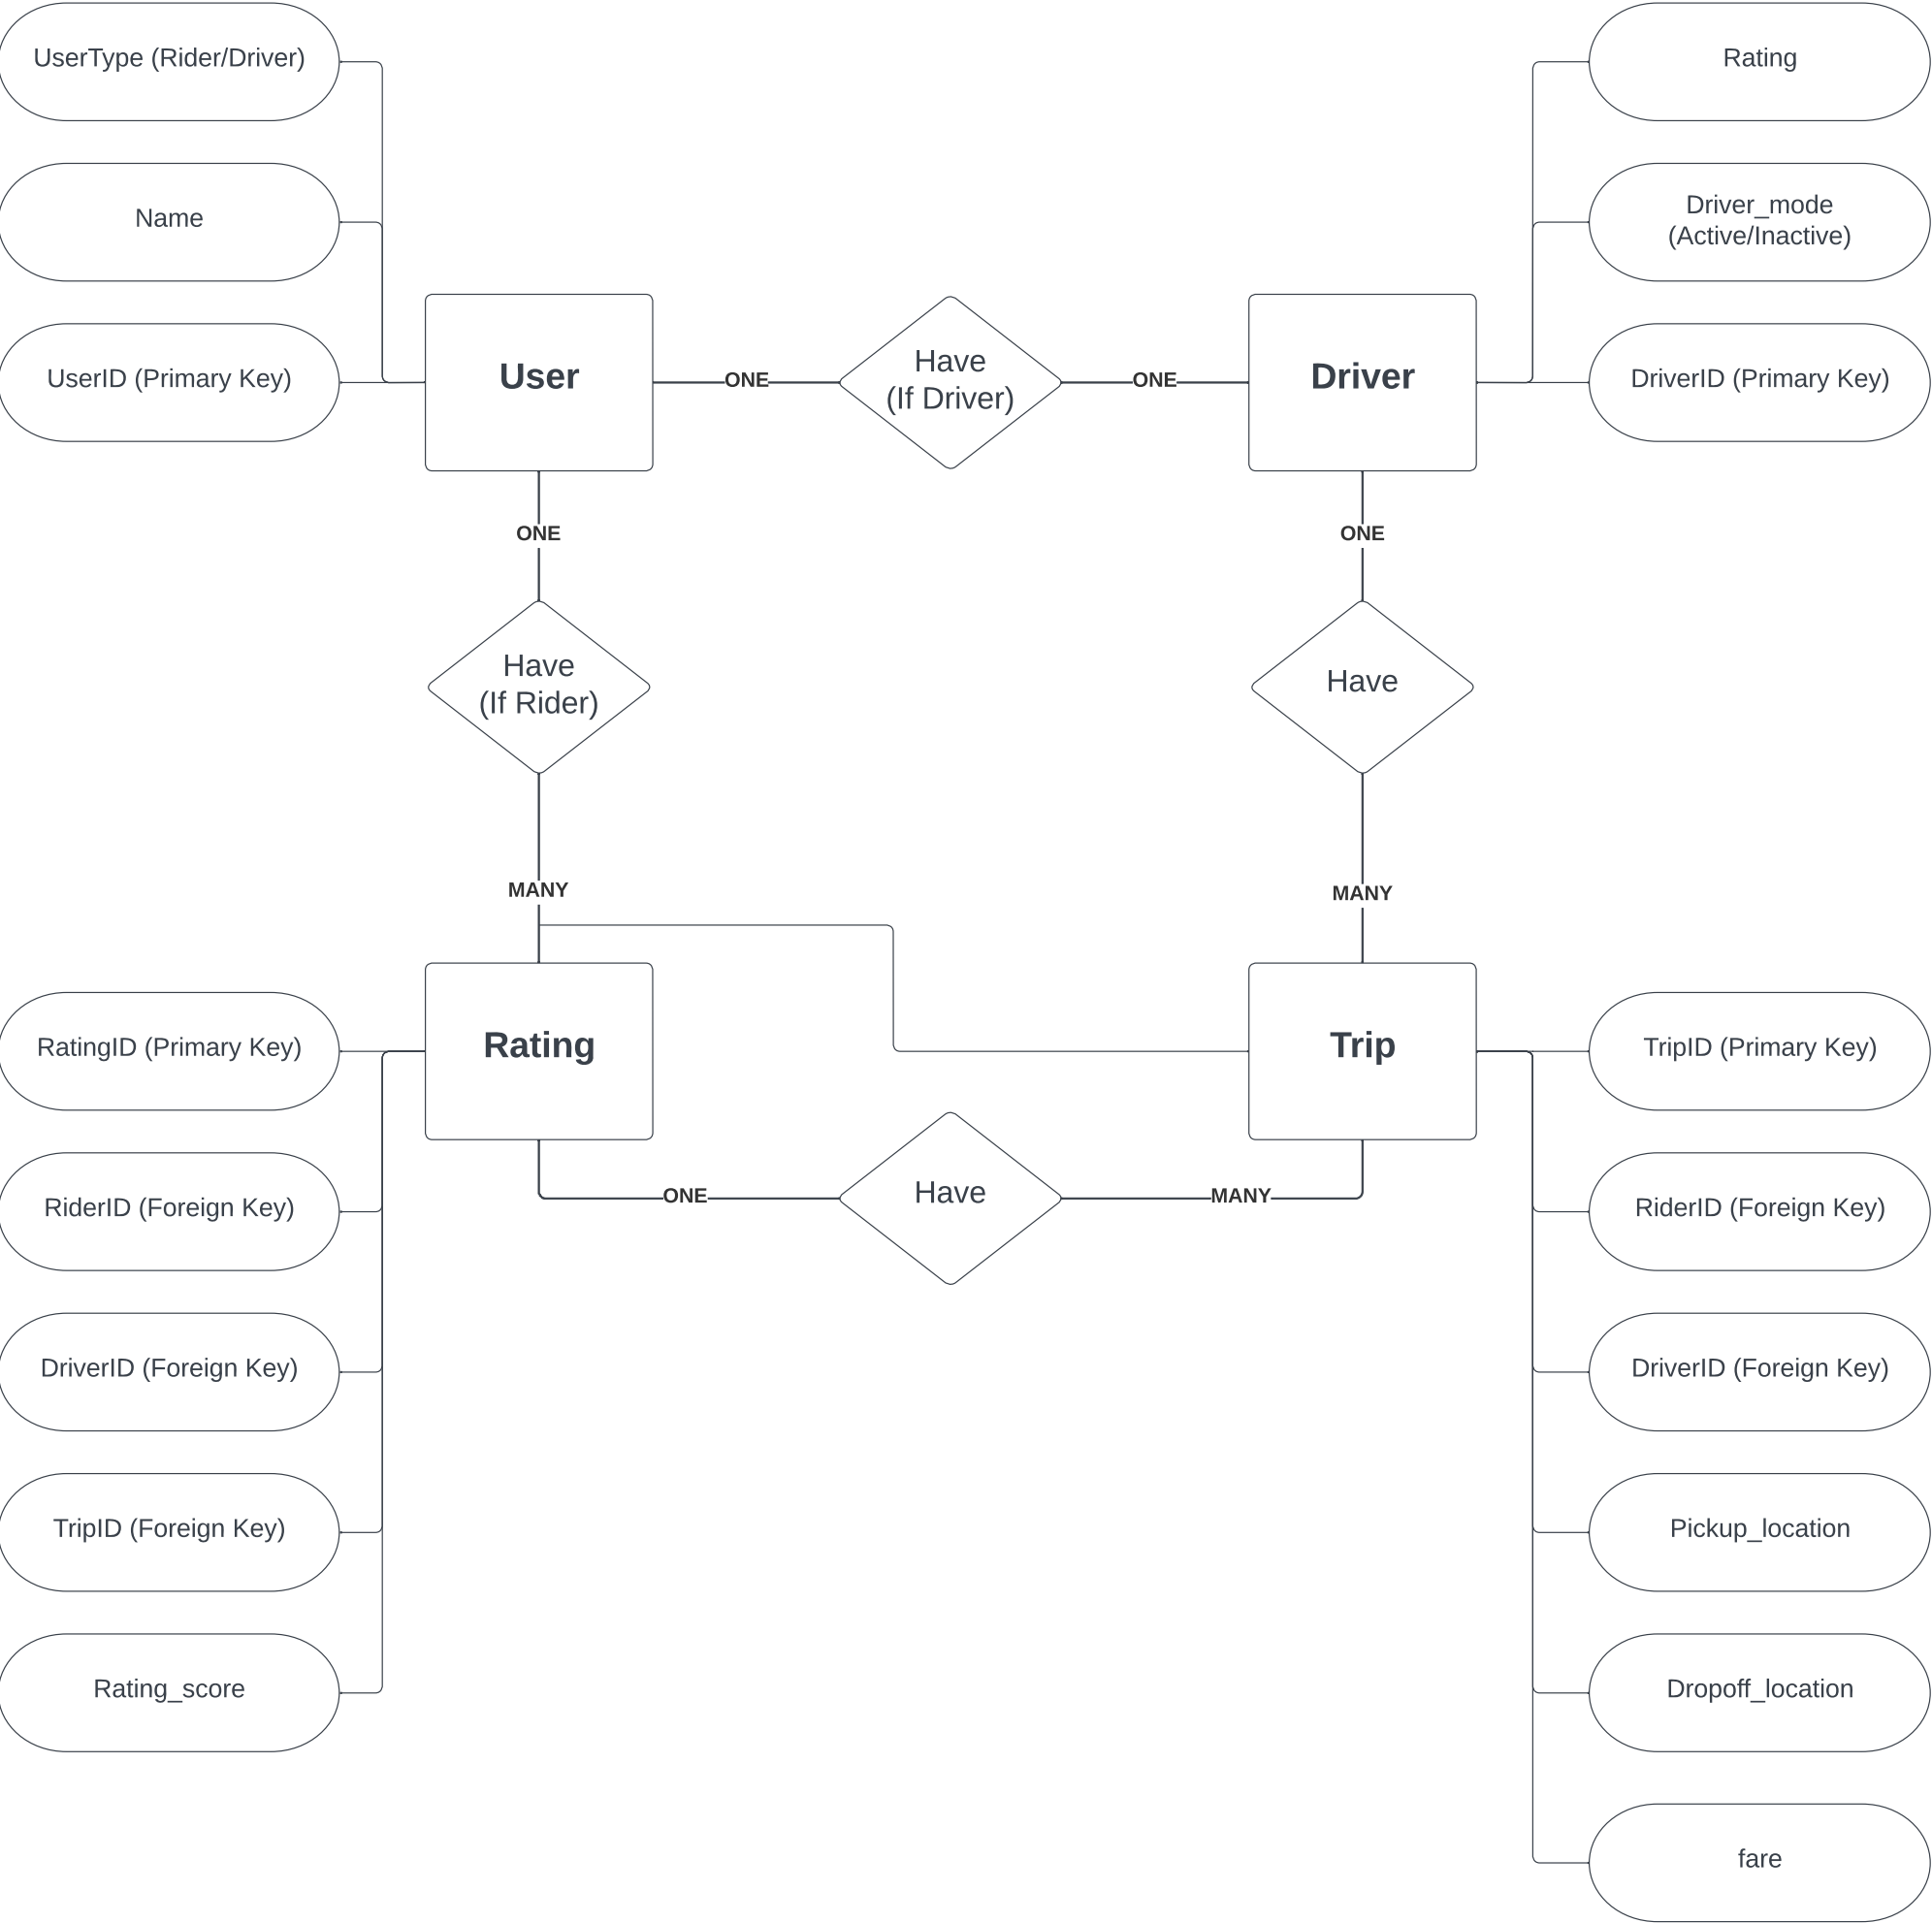 UserType (Rider/Driver)
Rating
Name
Driver_mode
(Active/Inactive)
UserID (Primary Key)
User
ONE
Have
(If Driver)
ONE
Driver
DriverID (Primary Key)
ONE
ONE
Have
(If Rider)
Have
MANY
MANY
RatingID (Primary Key)
Rating
Trip
TripID (Primary Key)
RiderID (Foreign Key)
ONE
Have
MANY
RiderID (Foreign Key)
DriverID (Foreign Key)
DriverID (Foreign Key)
TripID (Foreign Key)
Pickup_location
Rating_score
Dropoff_location
fare